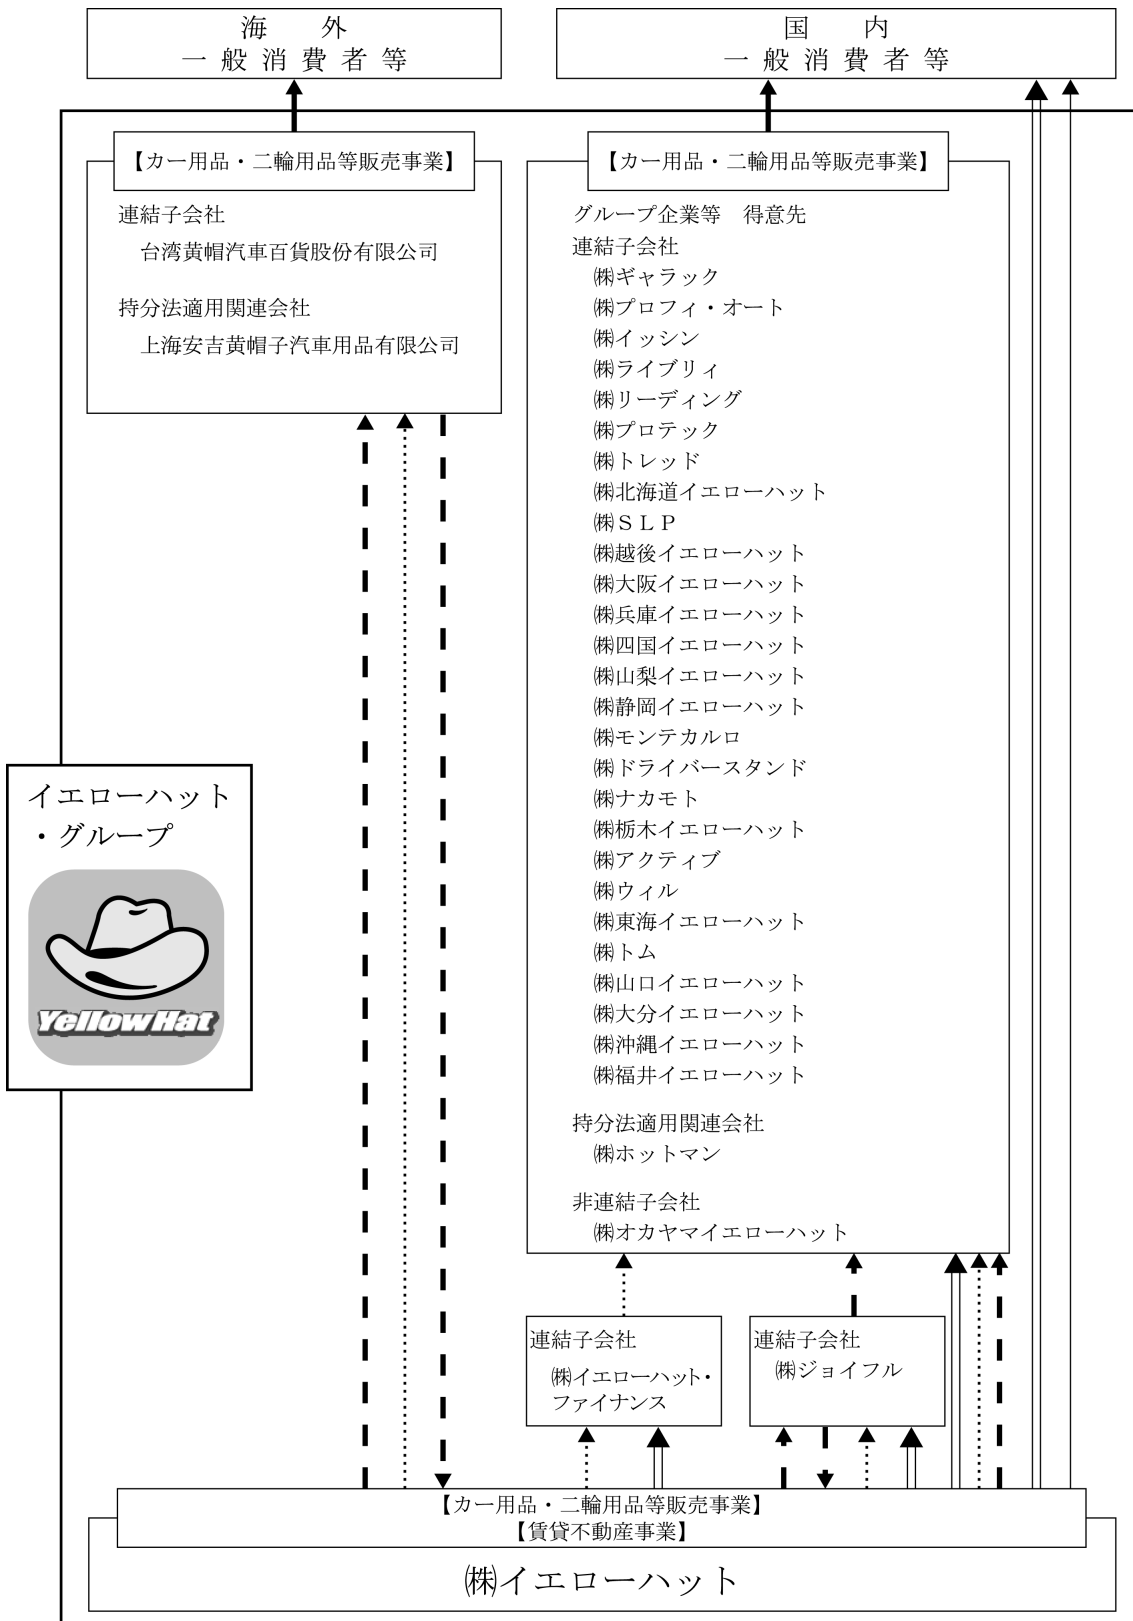 海　外
一般消費者等
国　内
一般消費者等
【カー用品・二輪用品等販売事業】
連結子会社
台湾黄帽汽車百貨股份有限公司
持分法適用関連会社
上海安吉黄帽子汽車用品有限公司
【カー用品・二輪用品等販売事業】
グループ企業等　得意先
連結子会社
㈱ギャラック
㈱プロフィ・オート
㈱イッシン
㈱ライブリィ
㈱リーディング
㈱プロテック
㈱トレッド
㈱北海道イエローハット
㈱ＳＬＰ
㈱越後イエローハット
㈱大阪イエローハット
㈱兵庫イエローハット
㈱四国イエローハット
㈱山梨イエローハット
㈱静岡イエローハット
㈱モンテカルロ
㈱ドライバースタンド
㈱ナカモト
㈱栃木イエローハット
㈱アクティブ
㈱ウィル
㈱東海イエローハット
㈱トム
㈱山口イエローハット
㈱大分イエローハット
㈱沖縄イエローハット
㈱福井イエローハット
持分法適用関連会社
㈱ホットマン
非連結子会社
㈱オカヤマイエローハット
イエローハット
・グループ
YellowHat
連結子会社
㈱イエローハット・
ファイナンス
連結子会社
㈱ジョイフル
【カー用品・二輪用品等販売事業】
【賃貸不動産事業】
㈱イエローハット